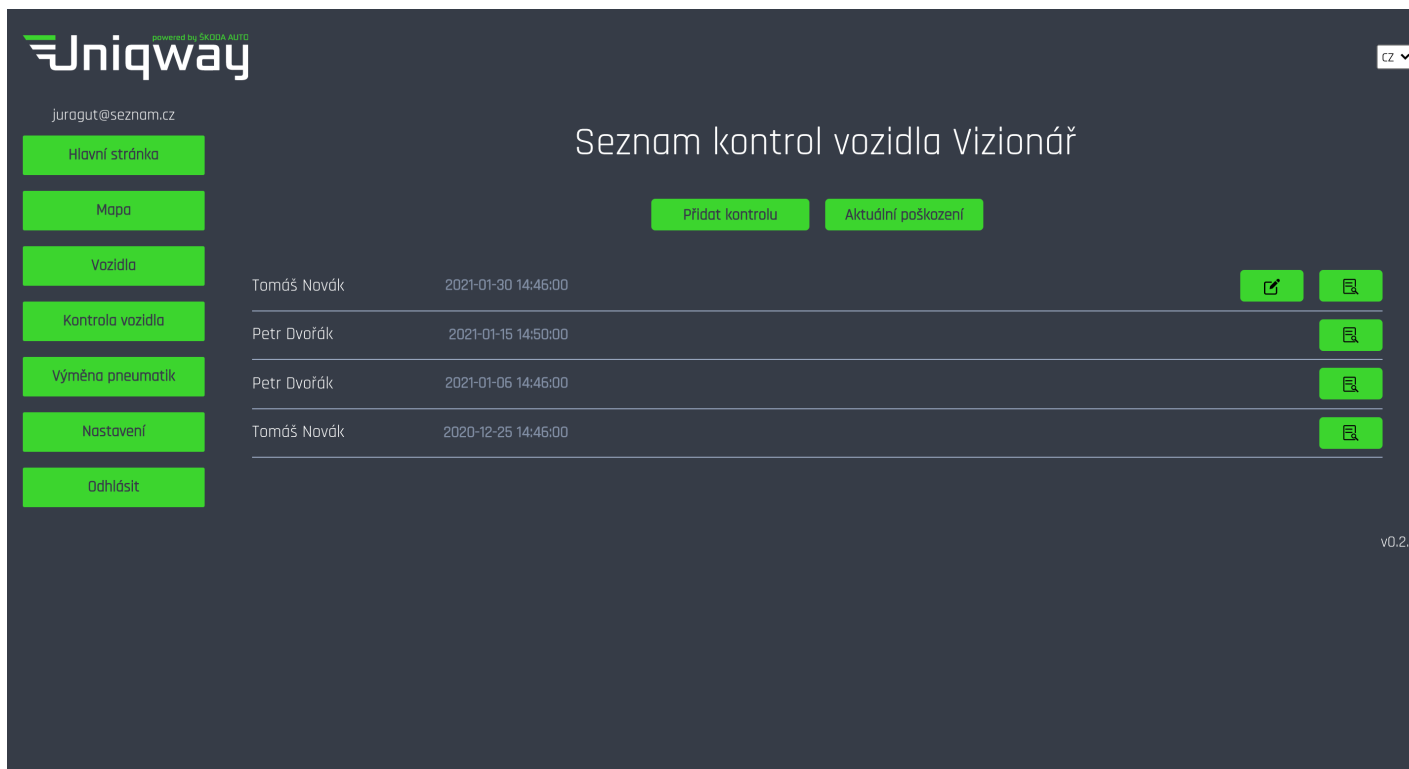 powered by ŠKODA AUTO
Uniqway
CZ
juragut@seznam.cz
Hlavní stránka
Mapa
Vozidla
Kontrola vozidla
Výměna pneumatik
Nastavení
Odhlásit
Seznam kontrol vozidla Vizionář
Přidat kontrolu Aktuální poškození
Tomáš Novák 2021-01-30 14:46:00
Petr Dvořák 2021-01-15 14:50:00
Petr Dvořák 2021-01-06 14:46:00
Tomáš Novák 2020-12-25 14:46:00
v0.2.